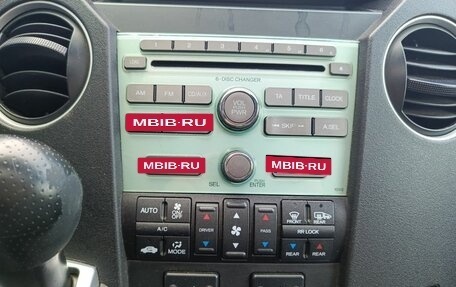 1 2 3 4 5 6
LOAD
6-DISC CHANGER
AM FM CD/AUX VOL PUSH PWR TA TITLE CLOCK
MBIB·RU
SKIP A.SEL
MBIB·RU MBIB·RU
SEL PUSH ENTER
AUTO ON/OFF DRIVER PASS FRONT REAR
A/C RR LOCK
MODE REAR REAR